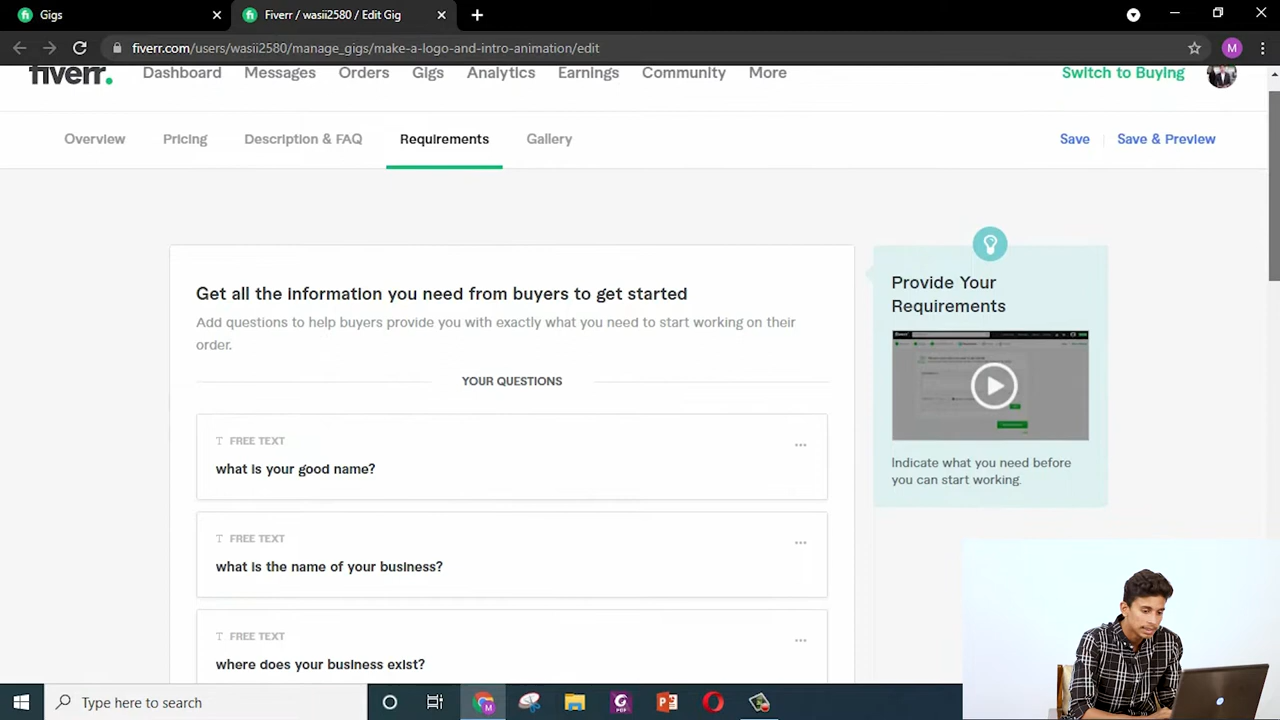 Gigs
Fiverr / wasii2580 / Edit Gig
fiverr.com/users/wasii2580/manage_gigs/make-a-logo-and-intro-animation/edit
M
fiverr.
Dashboard Messages Orders Gigs Analytics Earnings Community More
Switch to Buying
Overview Pricing Description & FAQ Requirements Gallery
Save Save & Preview
Get all the information you need from buyers to get started
Add questions to help buyers provide you with exactly what you need to start working on their
order.
YOUR QUESTIONS
T FREE TEXT
what is your good name?
T FREE TEXT
what is the name of your business?
T FREE TEXT
where does your business exist?
Provide Your
Requirements
Indicate what you need before
you can start working.
Type here to search